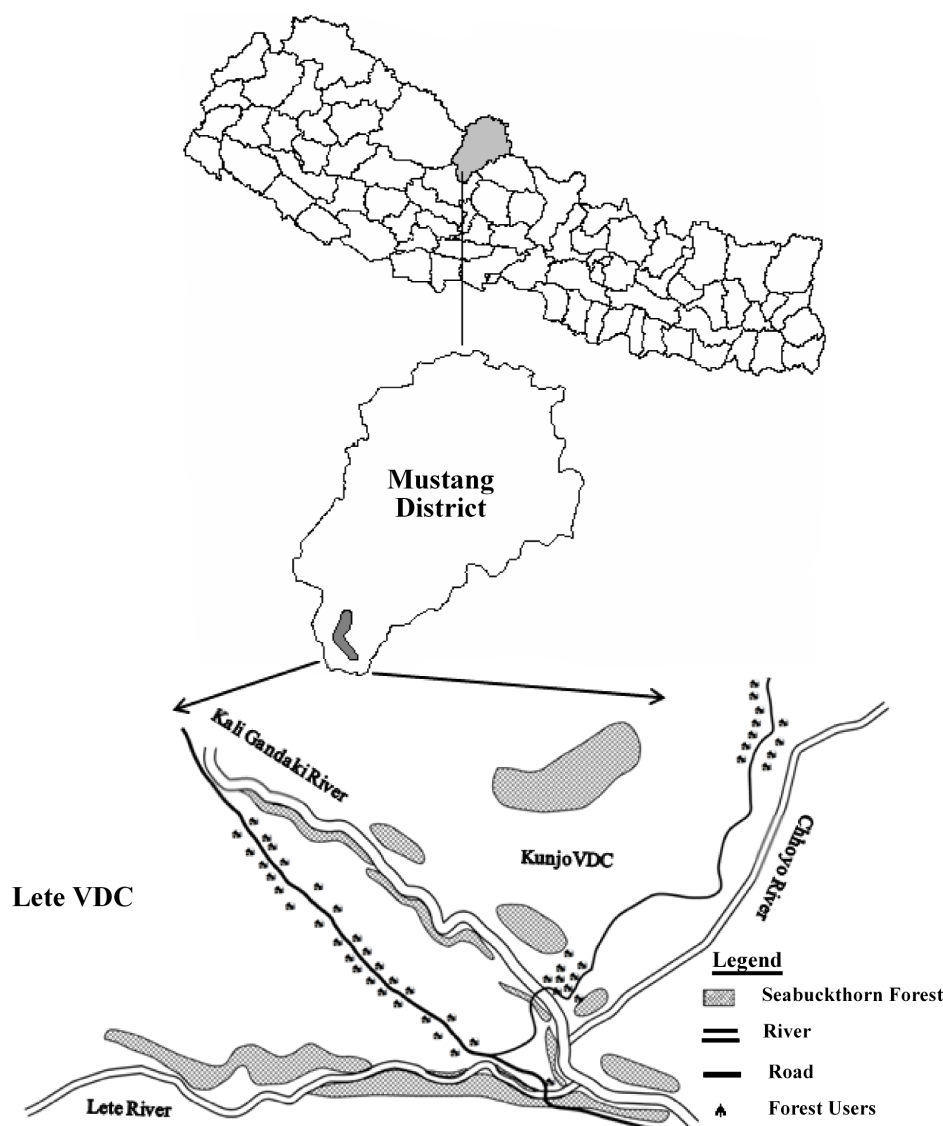 Mustang
District
Kali Gandaki River
Kunjo VDC
Chhoyo River
Lete VDC
Legend
Seabuckthorn Forest
River
Road
Forest Users
Lete River